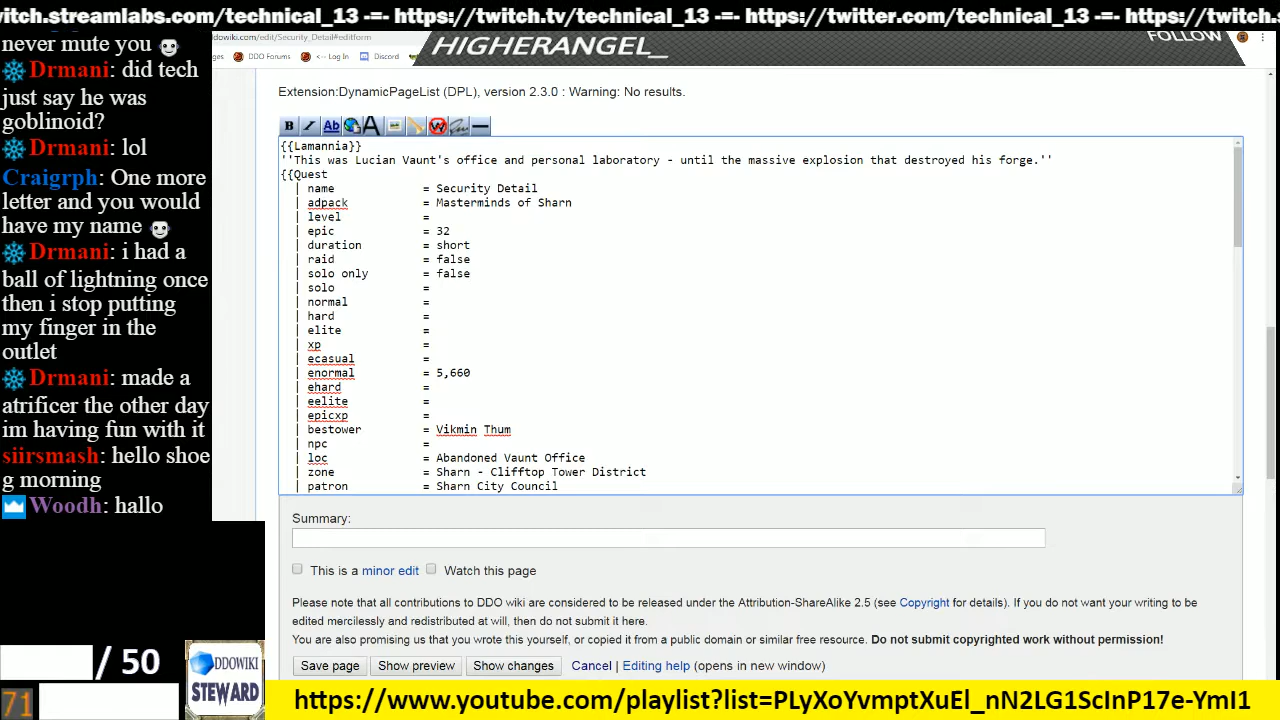 witch.streamlabs.com/technical_13 -=- https://twitch.tv/technical_13 -=- https://twitter.com/technical_13 -=- https://twitch.s
never mute you
Drmani: did tech
just say he was
goblinoid?
Drmani: lol
Craigrph: One more
letter and you would
have my name
Drmani: i had a
ball of lightning once
then i stop putting
my finger in the
outlet
Drmani: made a
atrificer the other day
im having fun with it
siirsmash: hello shoe
g morning
Woodh: hallo
/ 50
71
DDOWIKI
STEWARD
ddowiki.com/edit/Security_Detail#editform
ges DDO Forums <-- Log In Discord
HIGHERANGEL_
FOLLOW
Extension:DynamicPageList (DPL), version 2.3.0 : Warning: No results.
B I Ab A W
{{Lamannia}}
''This was Lucian Vaunt's office and personal laboratory - until the massive explosion that destroyed his forge.''
{{Quest
| name = Security Detail
| adpack = Masterminds of Sharn
| level =
| epic = 32
| duration = short
| raid = false
| solo only = false
| solo =
| normal =
| hard =
| elite =
| xp =
| ecasual =
| enormal = 5,660
| ehard =
| eelite =
| epicxp =
| bestower = Vikmin Thum
| npc =
| loc = Abandoned Vaunt Office
| zone = Sharn - Clifftop Tower District
| patron = Sharn City Council
Summary:
This is a minor edit Watch this page
Please note that all contributions to DDO wiki are considered to be released under the Attribution-ShareAlike 2.5 (see Copyright for details). If you do not want your writing to be
edited mercilessly and redistributed at will, then do not submit it here.
You are also promising us that you wrote this yourself, or copied it from a public domain or similar free resource. Do not submit copyrighted work without permission!
Save page Show preview Show changes Cancel | Editing help (opens in new window)
https://www.youtube.com/playlist?list=PLyXoYvmptXuEl_nN2LG1ScInP17e-YmI1